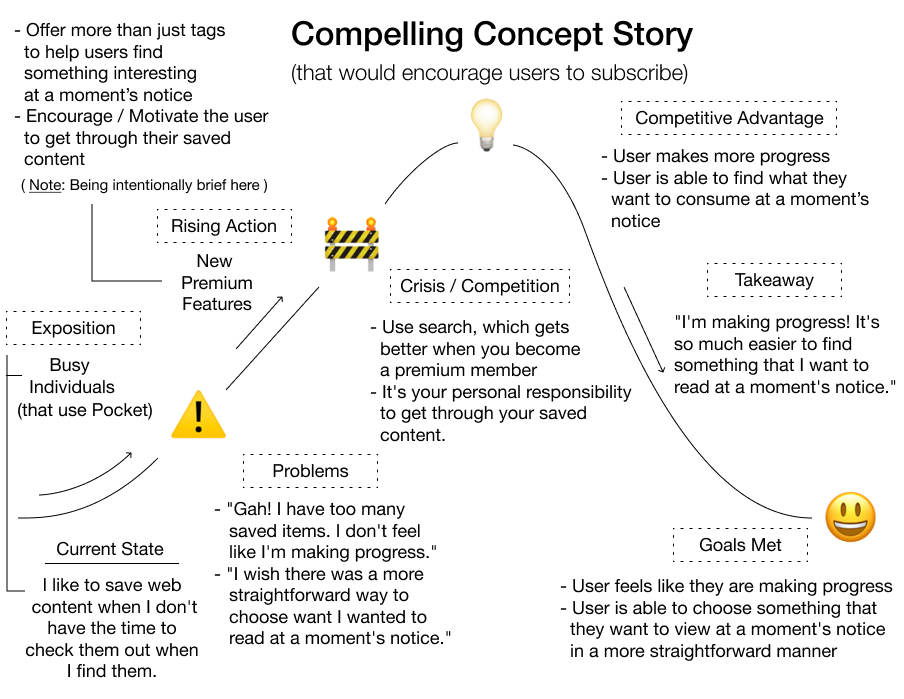 Compelling Concept Story
(that would encourage users to subscribe)
- Offer more than just tags
to help users find
something interesting
at a moment’s notice
- Encourage / Motivate the user
to get through their saved
content
( Note: Being intentionally brief here )
Rising Action
New
Premium
Features
Exposition
Busy
Individuals
(that use Pocket)
Current State
I like to save web
content when I don't
have the time to
check them out when
I find them.
Problems
- "Gah! I have too many
saved items. I don't feel
like I'm making progress."
- "I wish there was a more
straightforward way to
choose want I wanted to
read at a moment's notice."
Crisis / Competition
- Use search, which gets
better when you become
a premium member
- It's your personal responsibility
to get through your saved
content.
Competitive Advantage
- User makes more progress
- User is able to find what they
want to consume at a moment’s
notice
Takeaway
"I'm making progress! It's
so much easier to find
something that I want to
read at a moment's notice."
Goals Met
- User feels like they are making progress
- User is able to choose something that
they want to view at a moment's notice
in a more straightforward manner